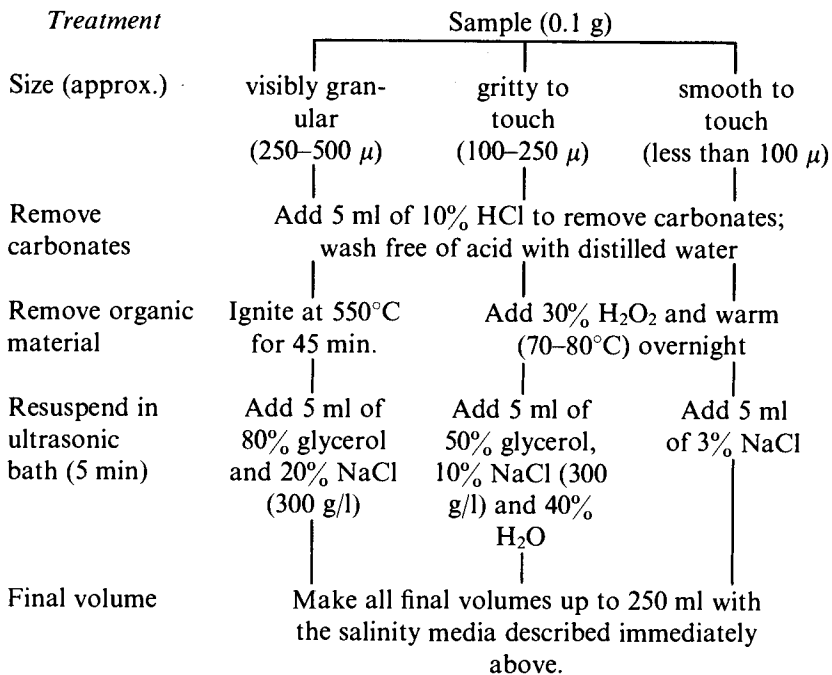 Treatment
Sample (0.1 g)
Size (approx.)
visibly gran-
ular
(250–500 μ)
gritty to
touch
(100–250 μ)
smooth to
touch
(less than 100 μ)
Remove
carbonates
Add 5 ml of 10% HCl to remove carbonates;
wash free of acid with distilled water
Remove organic
material
Ignite at 550°C
for 45 min.
Add 30% H₂O₂ and warm
(70–80°C) overnight
Resuspend in
ultrasonic
bath (5 min)
Add 5 ml of
80% glycerol
and 20% NaCl
(300 g/l)
Add 5 ml of
50% glycerol,
10% NaCl (300
g/l) and 40%
H₂O
Add 5 ml
of 3% NaCl
Final volume
Make all final volumes up to 250 ml with
the salinity media described immediately
above.